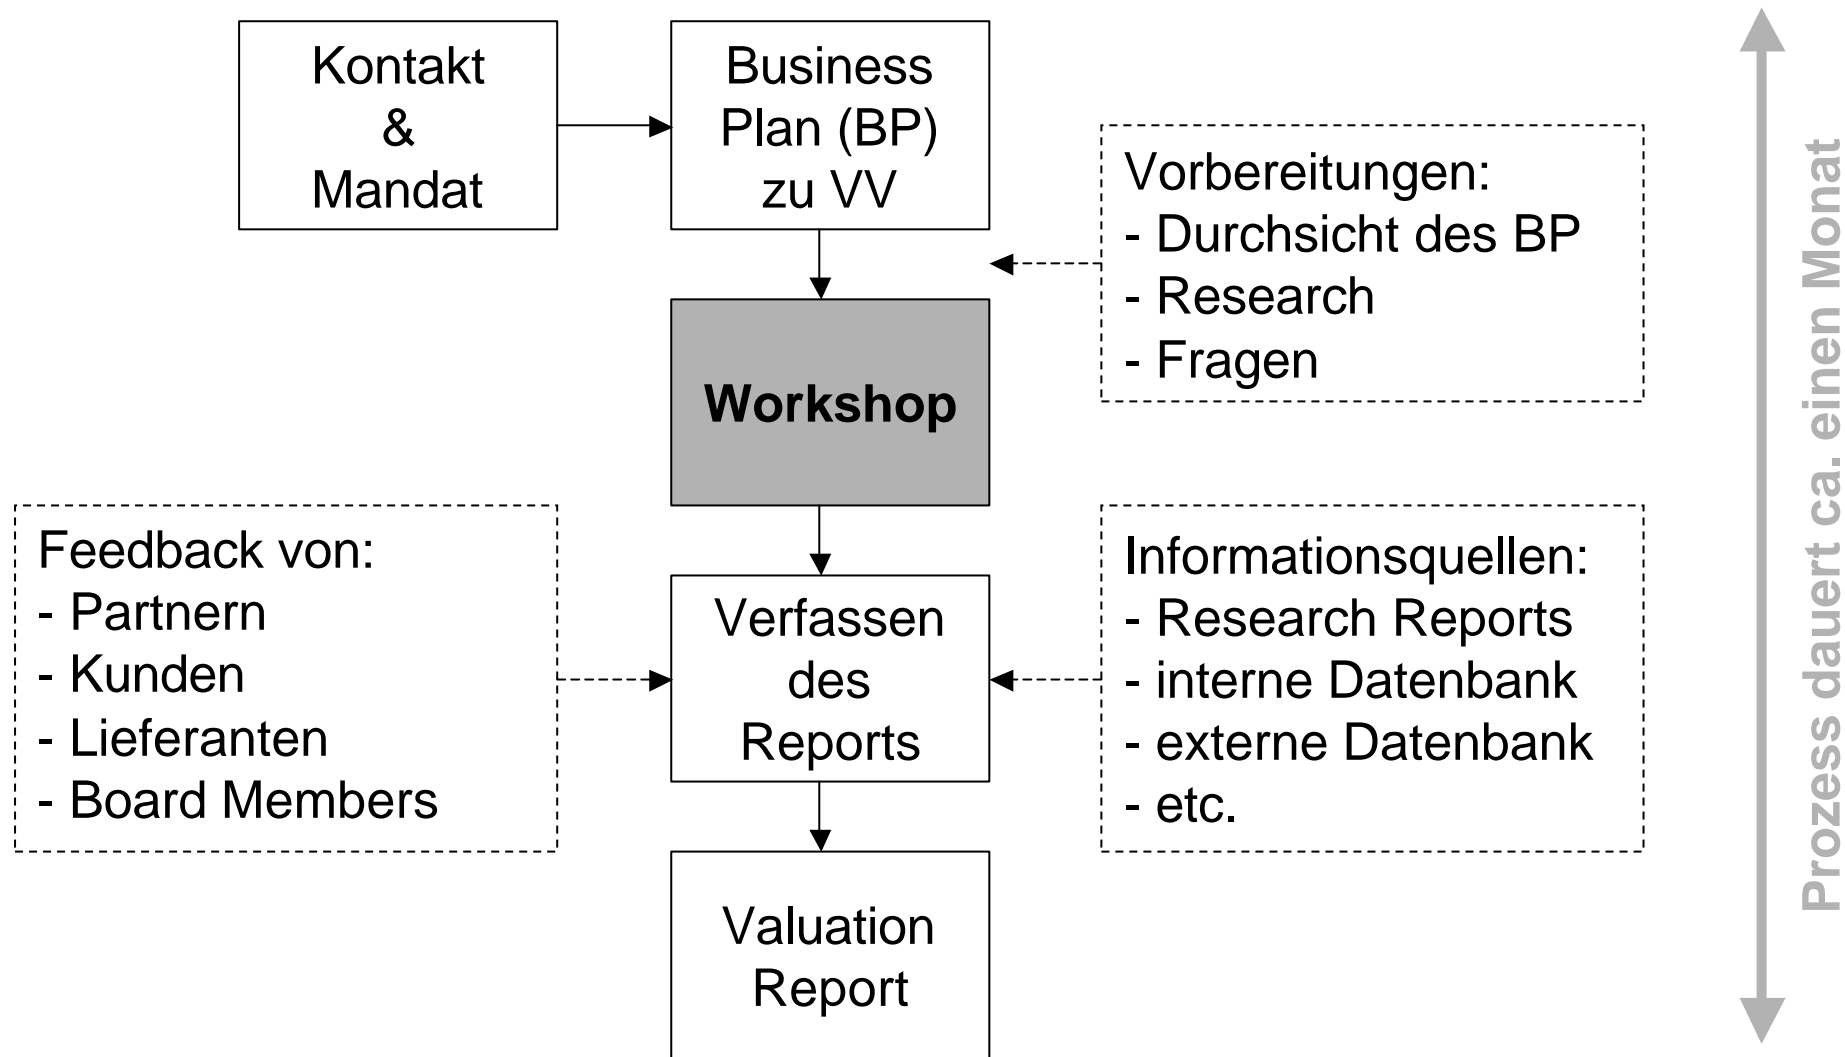 Kontakt
&
Mandat
Business
Plan (BP)
zu VV
Vorbereitungen:
- Durchsicht des BP
- Research
- Fragen
Workshop
Feedback von:
- Partnern
- Kunden
- Lieferanten
- Board Members
Verfassen
des
Reports
Informationsquellen:
- Research Reports
- interne Datenbank
- externe Datenbank
- etc.
Valuation
Report
Prozess dauert ca. einen Monat